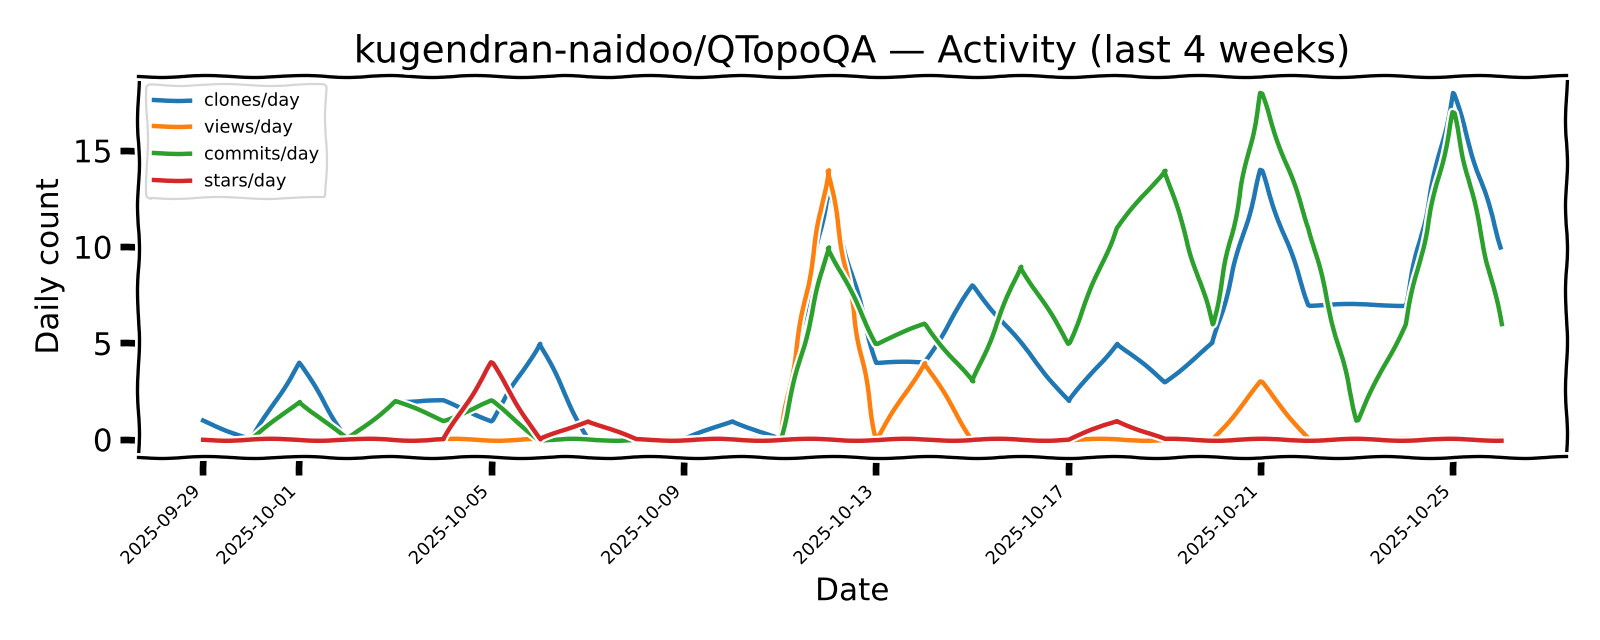 kugendran-naidoo/QTopoQA — Activity (last 4 weeks)
clones/day
views/day
commits/day
stars/day
Daily count
15
10
5
0
2025-09-29
2025-10-01
2025-10-05
2025-10-09
2025-10-13
2025-10-17
2025-10-21
2025-10-25
Date